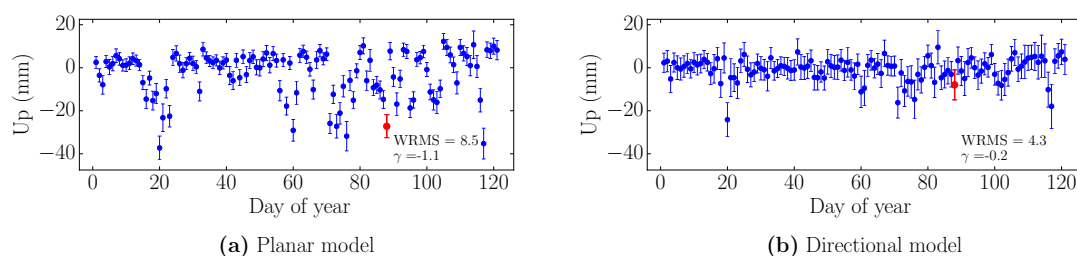 20
0
−20
−40
Up (mm)
WRMS = 8.5
γ =-1.1
0 20 40 60 80 100 120
Day of year
(a) Planar model
20
0
−20
−40
Up (mm)
WRMS = 4.3
γ =-0.2
0 20 40 60 80 100 120
Day of year
(b) Directional model